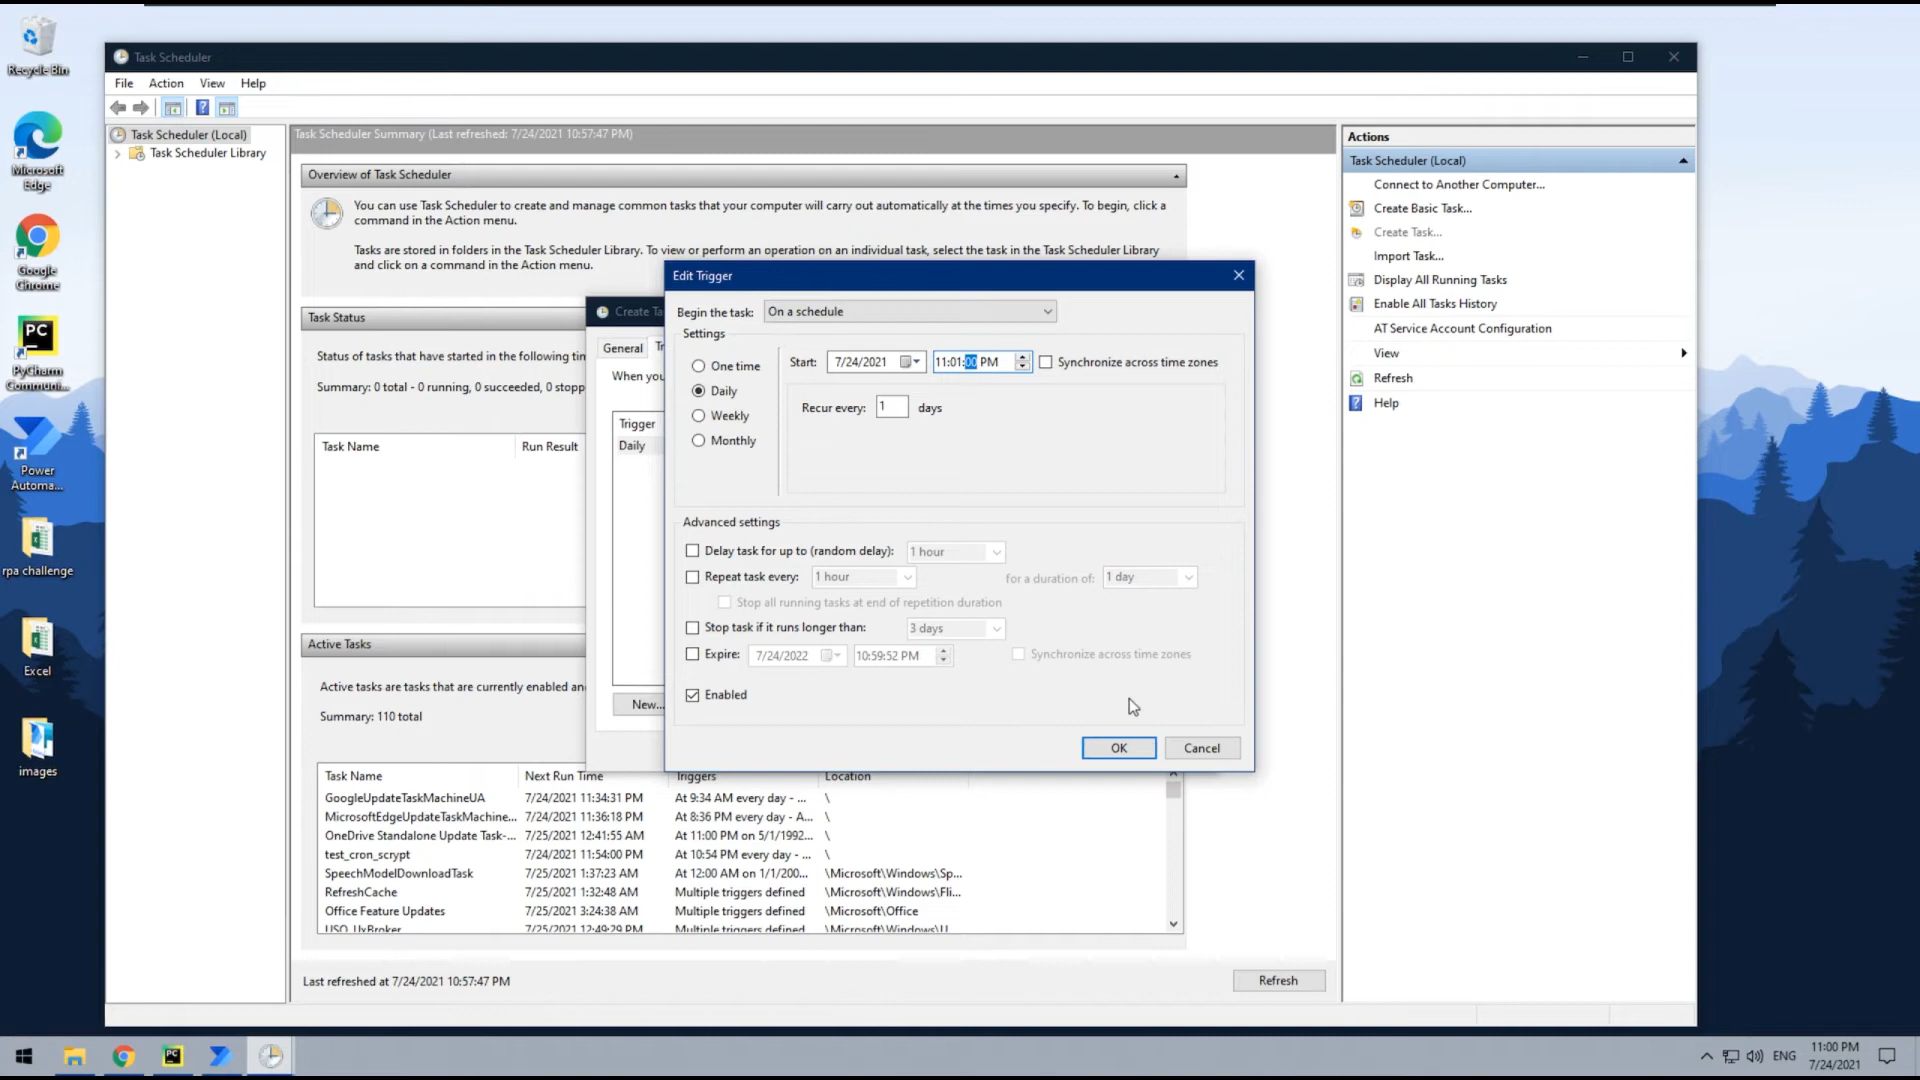 Recycle Bin
Microsoft
Edge
Google
Chrome
PyCharm
Communi...
Power
Automa...
rpa challenge
Excel
images
Task Scheduler
File Action View Help
Task Scheduler (Local)
Task Scheduler Library
Task Scheduler Summary (Last refreshed: 7/24/2021 10:57:47 PM)
Overview of Task Scheduler
You can use Task Scheduler to create and manage common tasks that your computer will carry out automatically at the times you specify. To begin, click a
command in the Action menu.
Tasks are stored in folders in the Task Scheduler Library. To view or perform an operation on an individual task, select the task in the Task Scheduler Library
and click on a command in the Action menu.
Task Status
Status of tasks that have started in the following tim
Summary: 0 total - 0 running, 0 succeeded, 0 stopp
Task Name Run Result
Active Tasks
Active tasks are tasks that are currently enabled an
Summary: 110 total
Task Name Next Run Time Triggers Location
GoogleUpdateTaskMachineUA 7/24/2021 11:34:31 PM At 9:34 AM every day - ... \
MicrosoftEdgeUpdateTaskMachine... 7/24/2021 11:36:18 PM At 8:36 PM every day - A... \
OneDrive Standalone Update Task-... 7/25/2021 12:41:55 AM At 11:00 PM on 5/1/1992... \
test_cron_scrypt 7/24/2021 11:54:00 PM At 10:54 PM every day - ... \
SpeechModelDownloadTask 7/25/2021 1:37:23 AM At 12:00 AM on 1/1/200... \Microsoft\Windows\Sp...
RefreshCache 7/25/2021 1:32:48 AM Multiple triggers defined \Microsoft\Windows\Fli...
Office Feature Updates 7/25/2021 3:24:38 AM Multiple triggers defined \Microsoft\Office
USO_UxBroker 7/25/2021 12:49:29 PM Multiple triggers defined \Microsoft\Windows\U
Last refreshed at 7/24/2021 10:57:47 PM
Refresh
Create Ta
General Tr
When you
Trigger
Daily
New...
Edit Trigger
Begin the task: On a schedule
Settings
One time
Daily
Weekly
Monthly
Start: 7/24/2021 11:01:00 PM Synchronize across time zones
Recur every: 1 days
Advanced settings
Delay task for up to (random delay): 1 hour
Repeat task every: 1 hour for a duration of: 1 day
Stop all running tasks at end of repetition duration
Stop task if it runs longer than: 3 days
Expire: 7/24/2022 10:59:52 PM Synchronize across time zones
Enabled
OK Cancel
Actions
Task Scheduler (Local)
Connect to Another Computer...
Create Basic Task...
Create Task...
Import Task...
Display All Running Tasks
Enable All Tasks History
AT Service Account Configuration
View
Refresh
Help
PC
PC
ENG
11:00 PM
7/24/2021